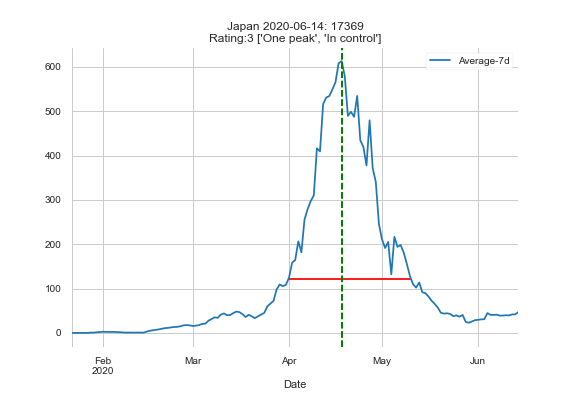 Japan 2020-06-14: 17369
Rating:3 ['One peak', 'In control']
Average-7d
600
500
400
300
200
100
0
Feb
2020
Mar
Apr
May
Jun
Date